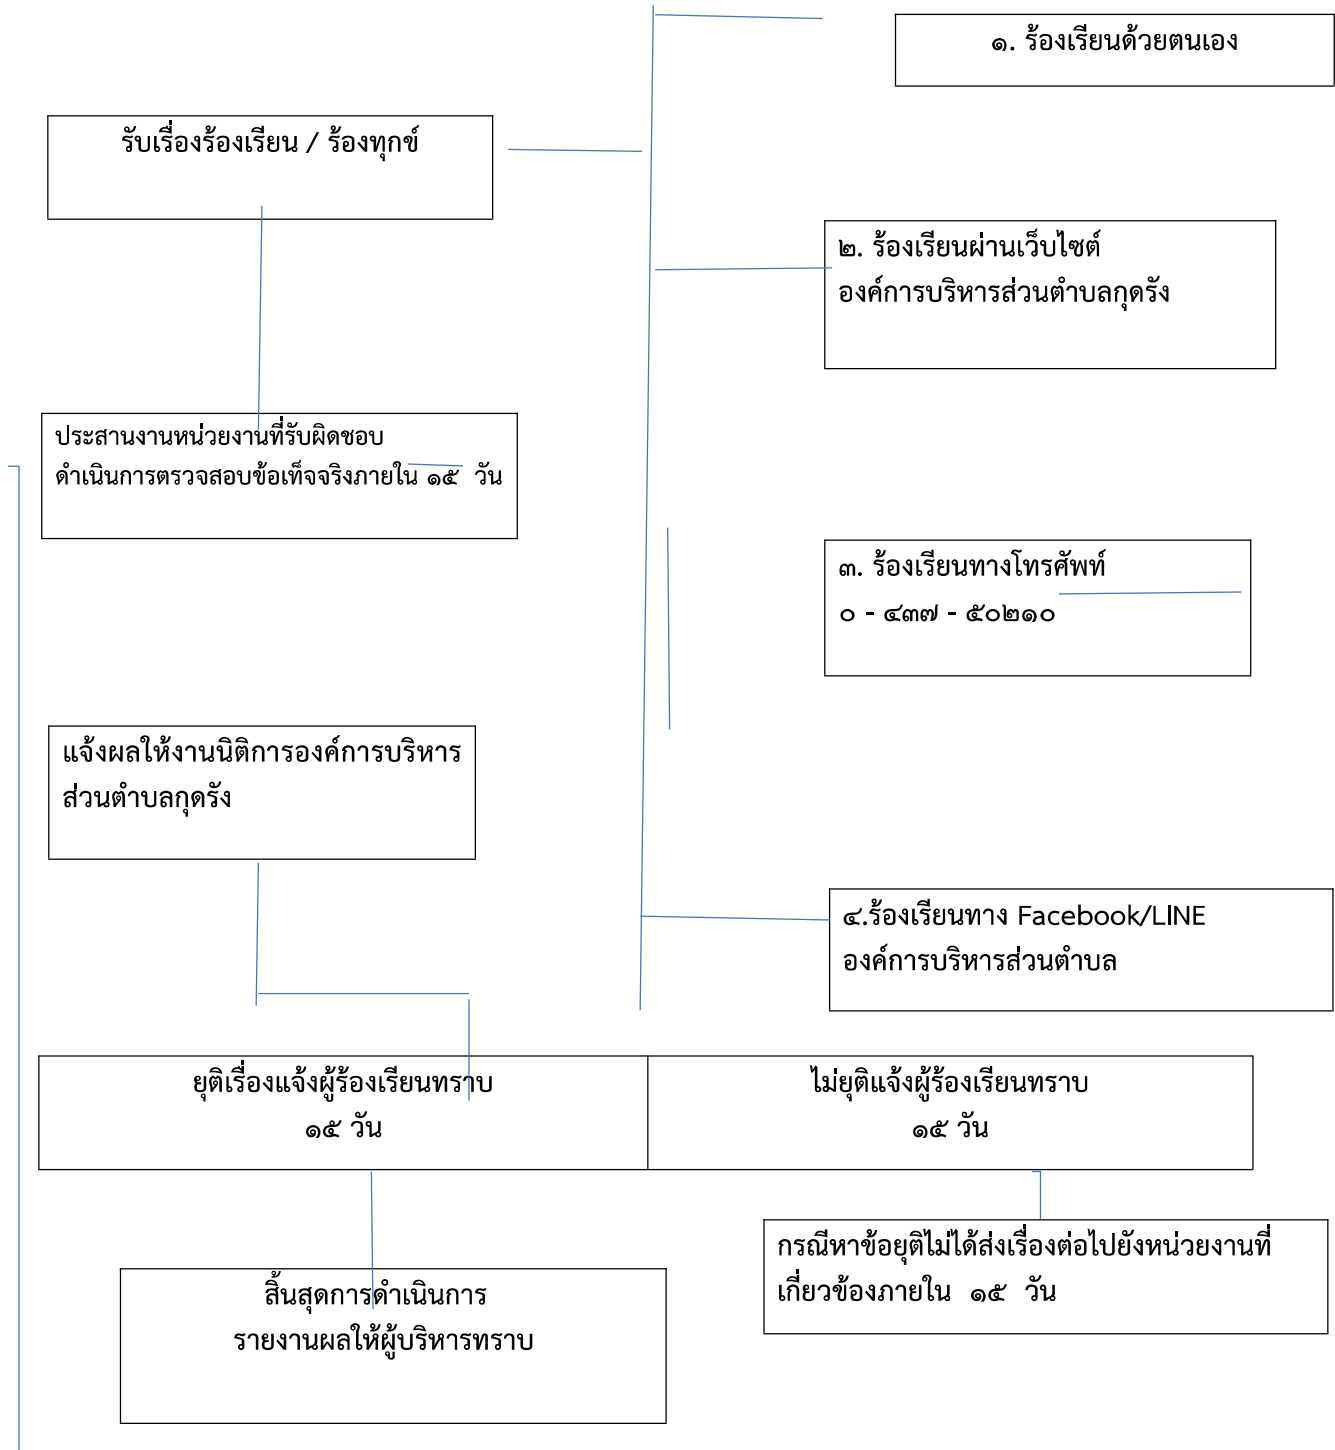 ๑. ร้องเรียนด้วยตนเอง
รับเรื่องร้องเรียน / ร้องทุกข์
๒. ร้องเรียนผ่านเว็บไซต์
องค์การบริหารส่วนตำบลกุดรัง
ประสานงานหน่วยงานที่รับผิดชอบ
ดำเนินการตรวจสอบข้อเท็จจริงภายใน ๑๕ วัน
๓. ร้องเรียนทางโทรศัพท์
๐ - ๔๓๗ - ๕๐๒๑๐
แจ้งผลให้งานนิติการองค์การบริหาร
ส่วนตำบลกุดรัง
๔.ร้องเรียนทาง Facebook/LINE
องค์การบริหารส่วนตำบล
ยุติเรื่องแจ้งผู้ร้องเรียนทราบ
๑๕ วัน
ไม่ยุติแจ้งผู้ร้องเรียนทราบ
๑๕ วัน
กรณีหาข้อยุติไม่ได้ส่งเรื่องต่อไปยังหน่วยงานที่
เกี่ยวข้องภายใน ๑๕ วัน
สิ้นสุดการดำเนินการ
รายงานผลให้ผู้บริหารทราบ